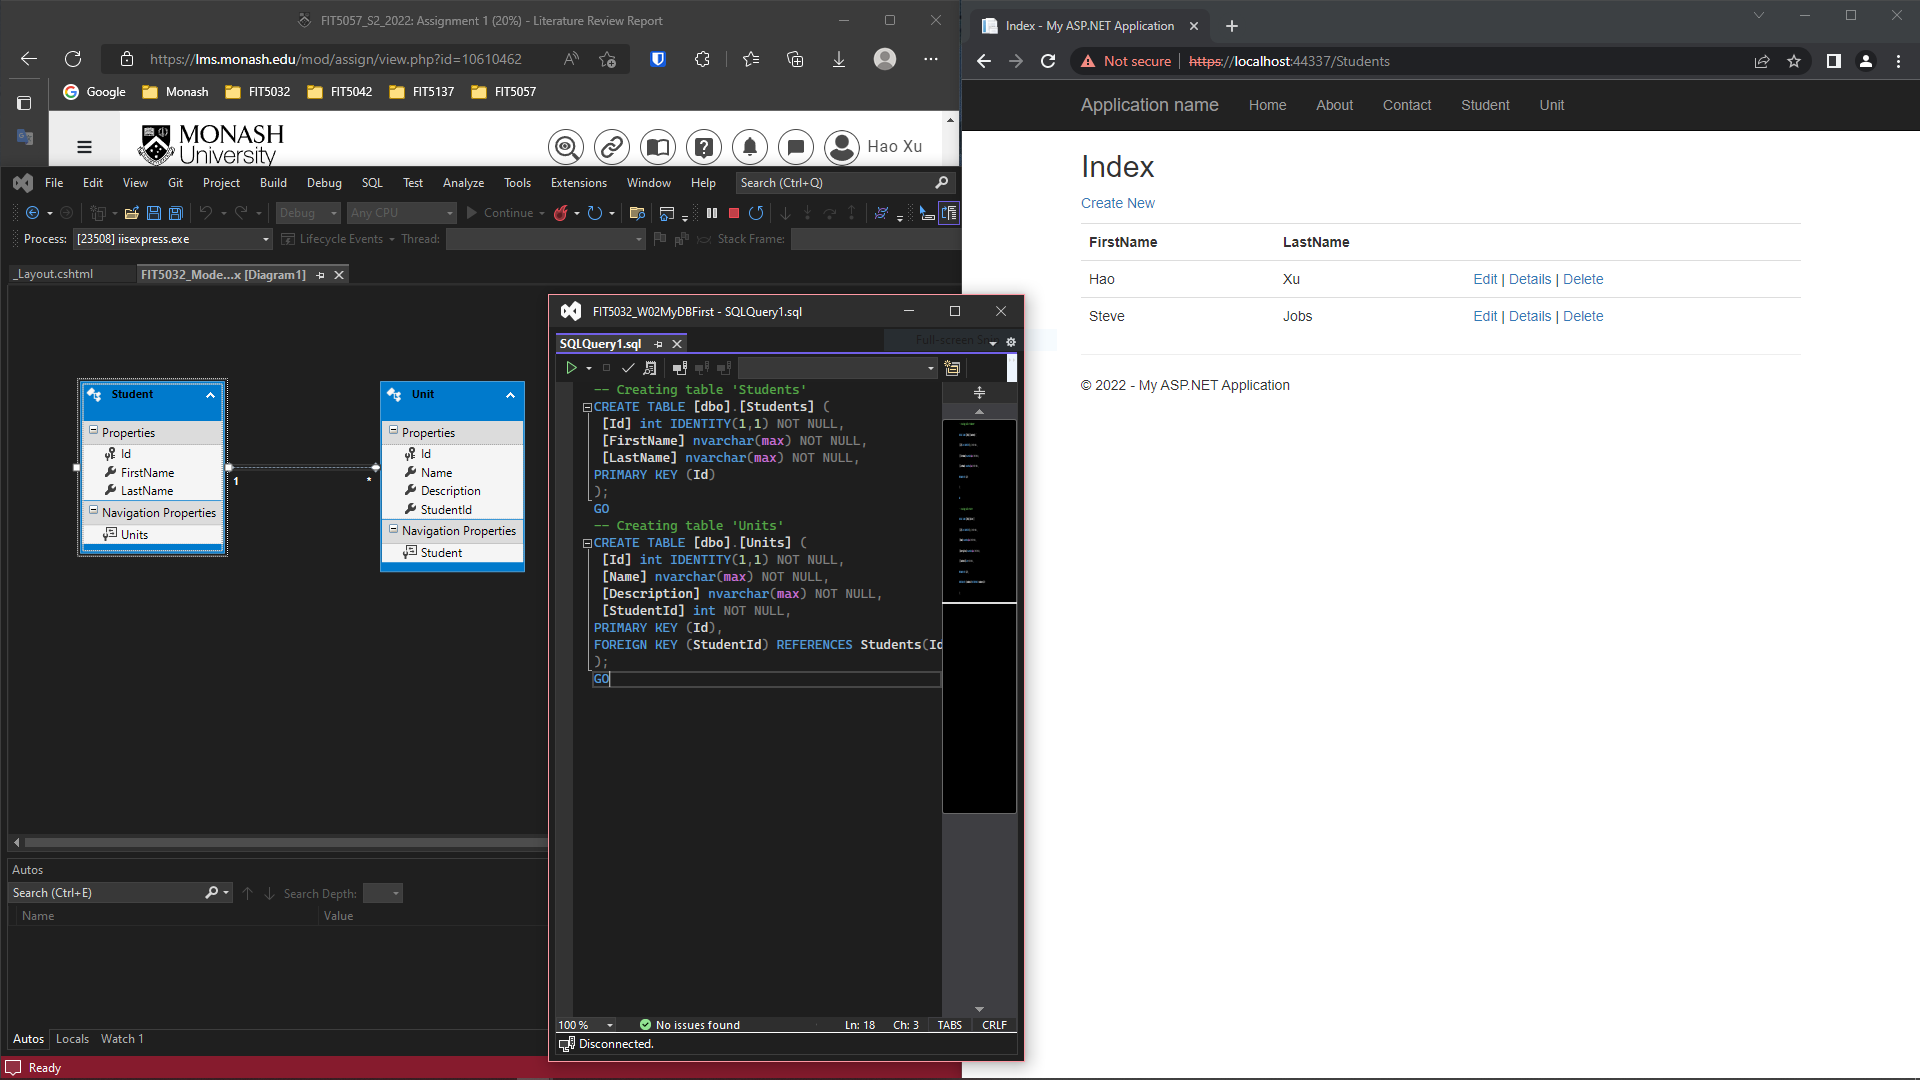 FIT5057_S2_2022: Assignment 1 (20%) - Literature Review Report
https://lms.monash.edu/mod/assign/view.php?id=10610462
Google Monash FIT5032 FIT5042 FIT5137 FIT5057
MONASH
University
Hao Xu
File Edit View Git Project Build Debug SQL Test Analyze Tools Extensions Window Help Search (Ctrl+Q)
Debug Any CPU Continue
Process: [23508] iisexpress.exe Lifecycle Events Thread: Stack Frame:
_Layout.cshtml FIT5032_Mode...x [Diagram1]
Student
Properties
Id
FirstName
LastName
Navigation Properties
Units
1
*
Unit
Properties
Id
Name
Description
StudentId
Navigation Properties
Student
Autos
Search (Ctrl+E) Search Depth:
Name Value
Autos Locals Watch 1
Ready
FIT5032_W02MyDBFirst - SQLQuery1.sql
SQLQuery1.sql
Full-screen
-- Creating table 'Students'
CREATE TABLE [dbo].[Students] (
[Id] int IDENTITY(1,1) NOT NULL,
[FirstName] nvarchar(max) NOT NULL,
[LastName] nvarchar(max) NOT NULL,
PRIMARY KEY (Id)
);
GO
-- Creating table 'Units'
CREATE TABLE [dbo].[Units] (
[Id] int IDENTITY(1,1) NOT NULL,
[Name] nvarchar(max) NOT NULL,
[Description] nvarchar(max) NOT NULL,
[StudentId] int NOT NULL,
PRIMARY KEY (Id),
FOREIGN KEY (StudentId) REFERENCES Students(Id
);
GO
100 % No issues found Ln: 18 Ch: 3 TABS CRLF
Disconnected.
Index - My ASP.NET Application
Not secure https://localhost:44337/Students
Application name Home About Contact Student Unit
Index
Create New
FirstName LastName
Hao Xu Edit | Details | Delete
Steve Jobs Edit | Details | Delete
© 2022 - My ASP.NET Application